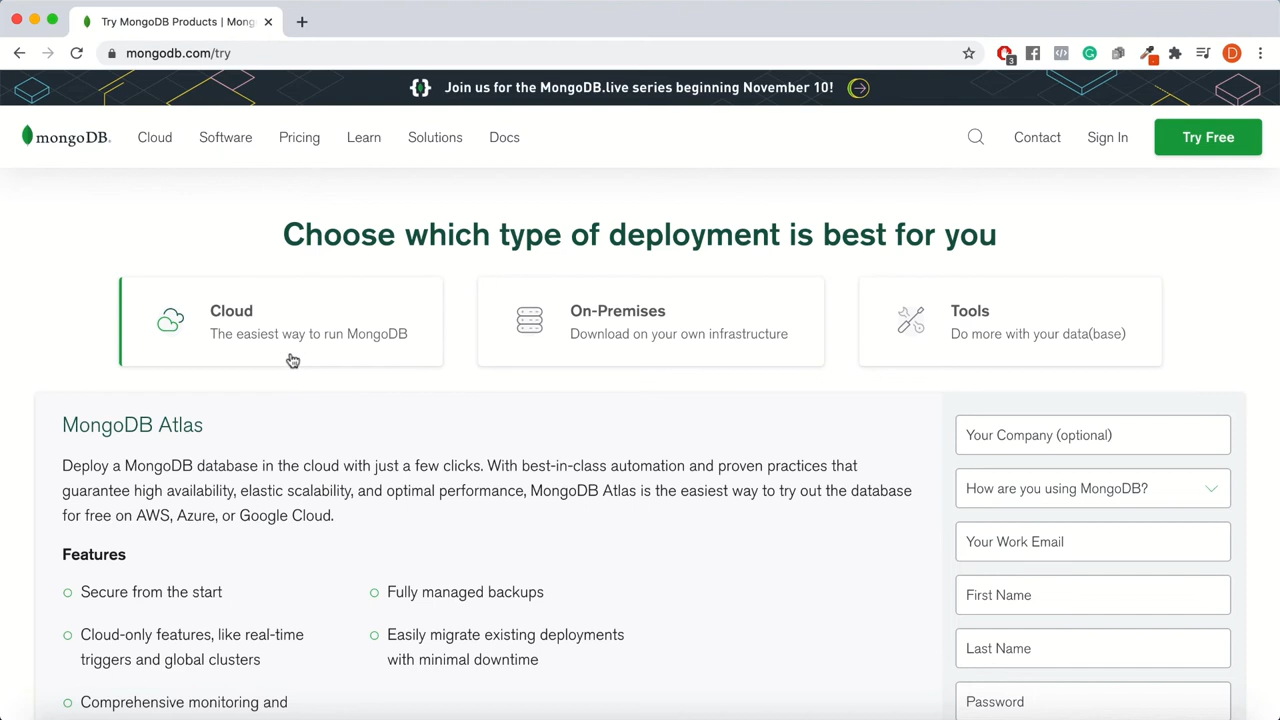 Try MongoDB Products | Mong
mongodb.com/try
3
D
Join us for the MongoDB.live series beginning November 10!
mongoDB.
Cloud
Software
Pricing
Learn
Solutions
Docs
Contact
Sign In
Try Free
Choose which type of deployment is best for you
Cloud
The easiest way to run MongoDB
On-Premises
Download on your own infrastructure
Tools
Do more with your data(base)
MongoDB Atlas
Deploy a MongoDB database in the cloud with just a few clicks. With best-in-class automation and proven practices that
guarantee high availability, elastic scalability, and optimal performance, MongoDB Atlas is the easiest way to try out the database
for free on AWS, Azure, or Google Cloud.
Features
Secure from the start
Cloud-only features, like real-time
triggers and global clusters
Comprehensive monitoring and
Fully managed backups
Easily migrate existing deployments
with minimal downtime
Your Company (optional)
How are you using MongoDB?
Your Work Email
First Name
Last Name
Password